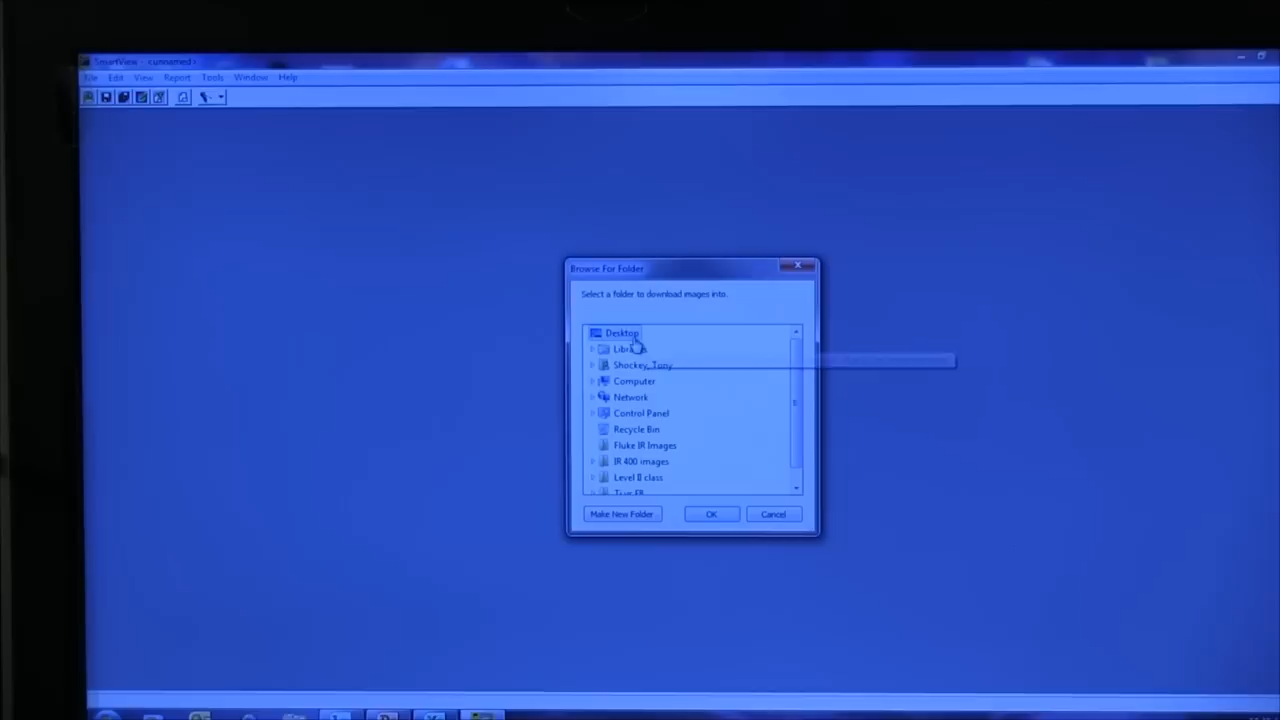 SmartView - <unnamed>
File Edit View Report Tools Window Help
Browse For Folder
Select a folder to download images into.
Desktop
Libraries
Shockey, Tony
Computer
Network
Control Panel
Recycle Bin
Fluke IR Images
IR 400 images
Level II class
Make New Folder
OK
Cancel